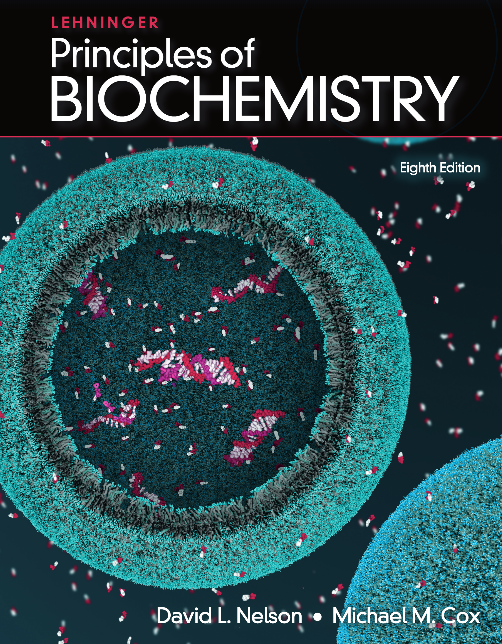 LEHNINGER
Principles of
BIOCHEMISTRY
Eighth Edition
David L. Nelson • Michael M. Cox